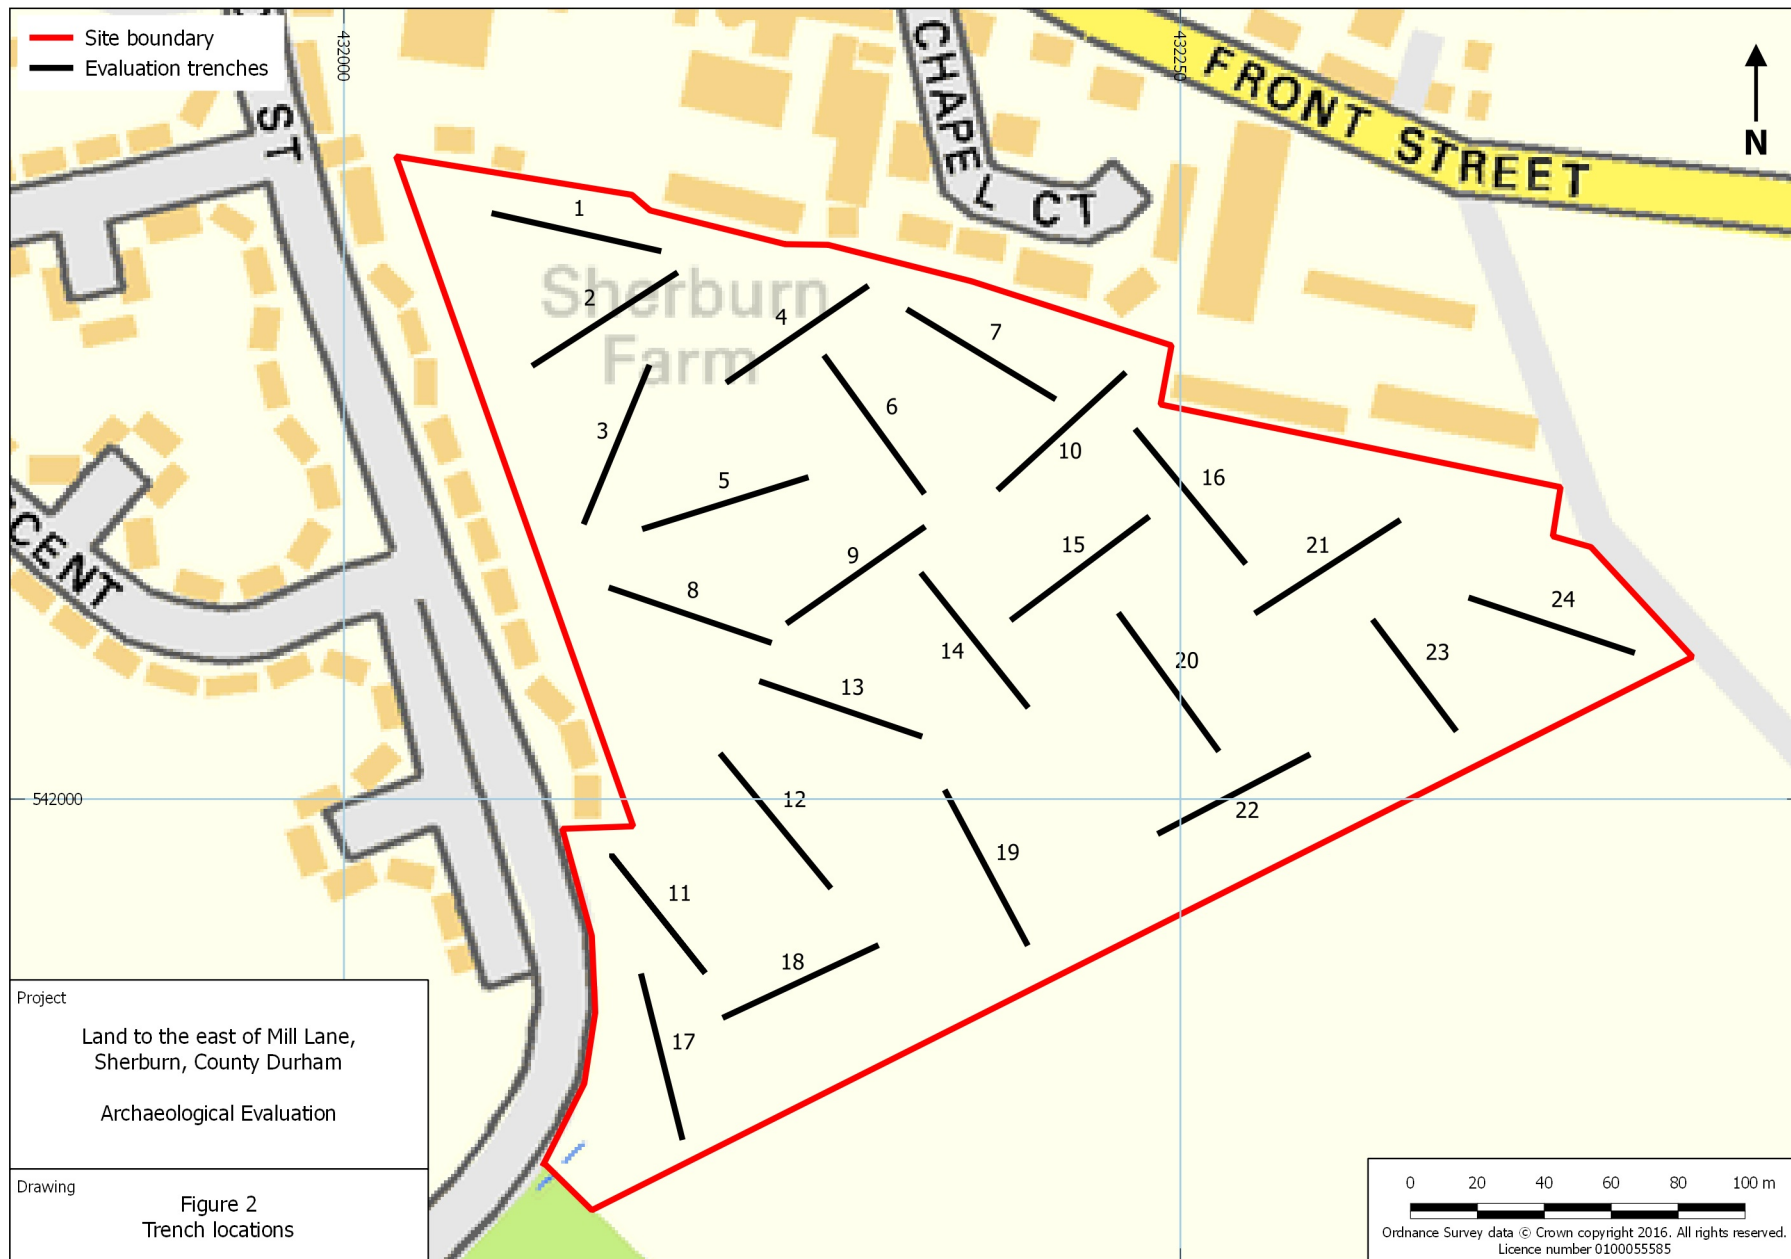 Site boundary
Evaluation trenches
432000
432250
ST
CHAPEL CT
FRONT STREET
N
Sherburn
Farm
1
2
3
4
5
6
7
8
9
10
11
12
13
14
15
16
17
18
19
20
21
22
23
24
CENT
542000
Project
Land to the east of Mill Lane,
Sherburn, County Durham
Archaeological Evaluation
Drawing
Figure 2
Trench locations
0 20 40 60 80 100 m
Ordnance Survey data © Crown copyright 2016. All rights reserved.
Licence number 0100055585